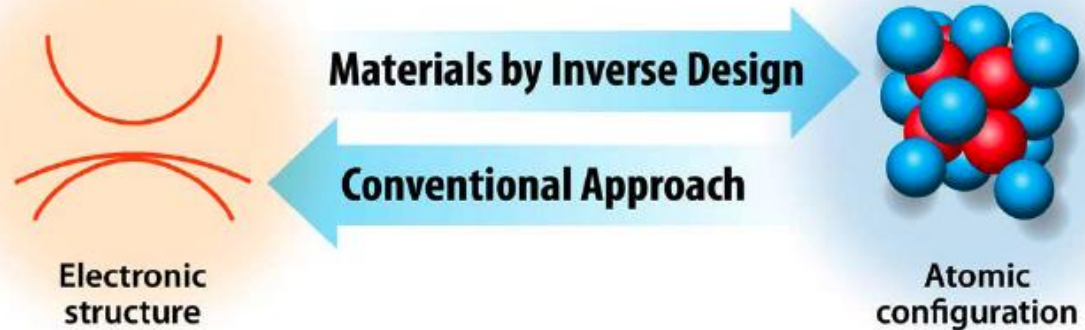 Materials by Inverse Design
Conventional Approach
Electronic
structure
Atomic
configuration